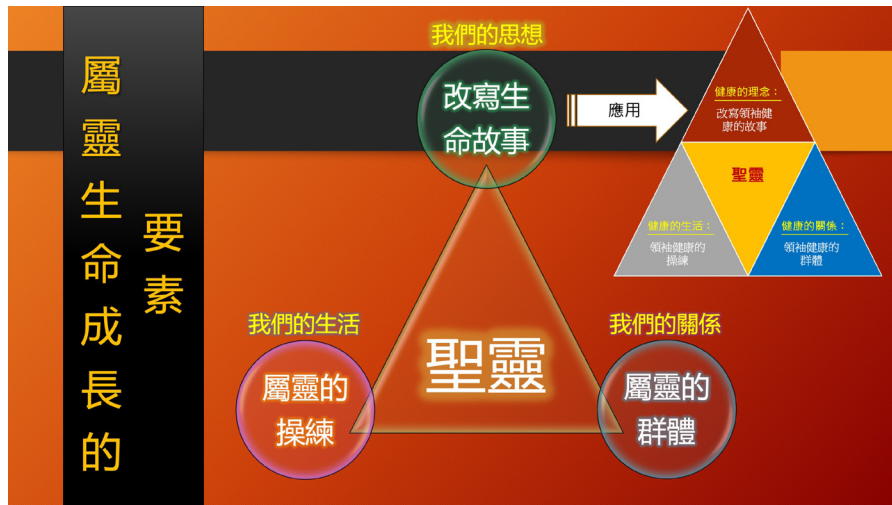 屬靈生命成長的
要素
我們的思想
改寫生
命故事
應用
我們的生活
屬靈的
操練
聖靈
我們的關係
屬靈的
群體
健康的理念：
改寫領袖健
康的故事
聖靈
健康的生活：
領袖健康的
操練
健康的關係：
領袖健康的
群體